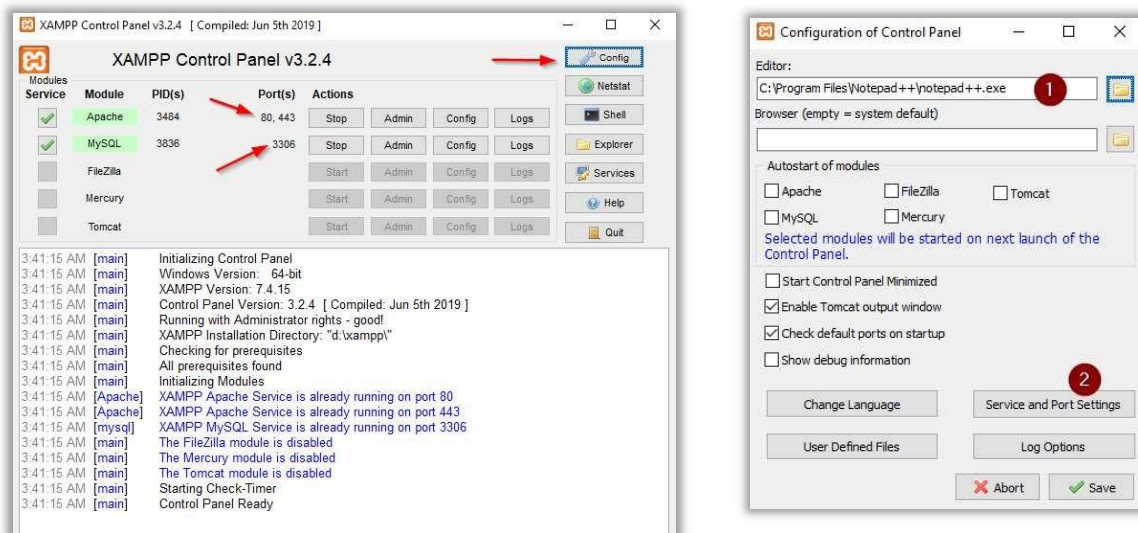 XAMPP Control Panel v3.2.4 [ Compiled: Jun 5th 2019 ]
XAMPP Control Panel v3.2.4
Config
Modules
Service Module PID(s) Port(s) Actions
Netstat
Apache 3484 80, 443 Stop Admin Config Logs
Shell
MySQL 3836 3306 Stop Admin Config Logs
Explorer
FileZilla Start Admin Config Logs
Services
Mercury Start Admin Config Logs
Help
Tomcat Start Admin Config Logs
Quit
3:41:15 AM [main] Initializing Control Panel
3:41:15 AM [main] Windows Version: 64-bit
3:41:15 AM [main] XAMPP Version: 7.4.15
3:41:15 AM [main] Control Panel Version: 3.2.4 [ Compiled: Jun 5th 2019 ]
3:41:15 AM [main] Running with Administrator rights - good!
3:41:15 AM [main] XAMPP Installation Directory: "d:\xampp\"
3:41:15 AM [main] Checking for prerequisites
3:41:15 AM [main] All prerequisites found
3:41:15 AM [main] Initializing Modules
3:41:15 AM [Apache] XAMPP Apache Service is already running on port 80
3:41:15 AM [Apache] XAMPP Apache Service is already running on port 443
3:41:15 AM [mysql] XAMPP MySQL Service is already running on port 3306
3:41:15 AM [main] The FileZilla module is disabled
3:41:15 AM [main] The Mercury module is disabled
3:41:15 AM [main] The Tomcat module is disabled
3:41:15 AM [main] Starting Check-Timer
3:41:15 AM [main] Control Panel Ready
Configuration of Control Panel
Editor:
C:\Program Files\Notepad++\notepad++.exe 1
Browser (empty = system default)
Autostart of modules
Apache FileZilla Tomcat
MySQL Mercury
Selected modules will be started on next launch of the
Control Panel.
Start Control Panel Minimized
Enable Tomcat output window
Check default ports on startup
Show debug information
2
Change Language Service and Port Settings
User Defined Files Log Options
Abort Save